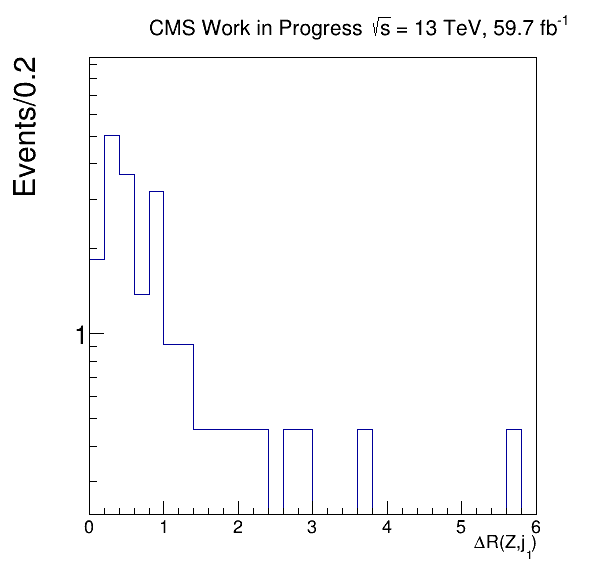 CMS Work in Progress √s = 13 TeV, 59.7 fb⁻¹
Events/0.2
1
0 1 2 3 4 5 6
ΔR(Z,j₁)